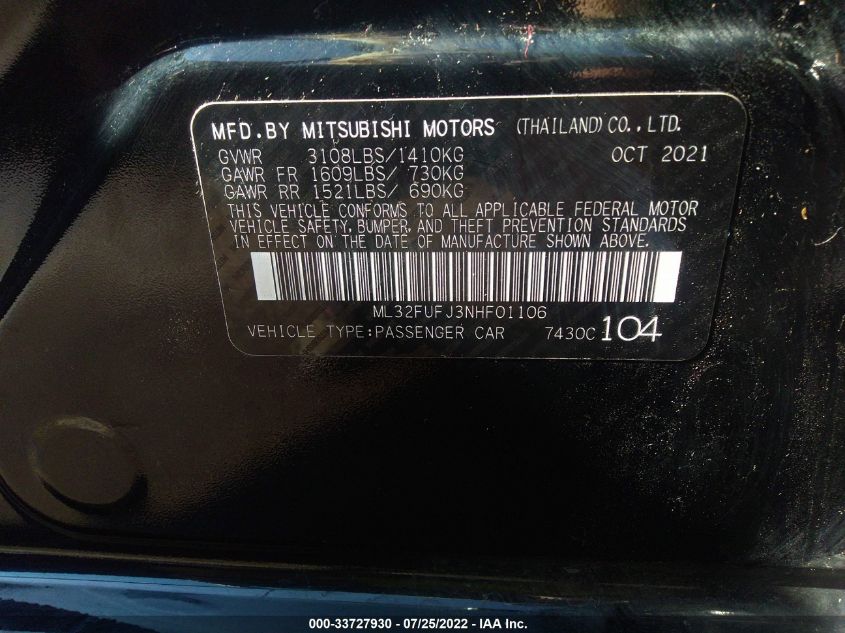 MFD.BY MITSUBISHI MOTORS (THAILAND)CO.,LTD.
GVWR 3108LBS/1410KG OCT 2021
GAWR FR 1609LBS/ 730KG
GAWR RR 1521LBS/ 690KG
THIS VEHICLE CONFORMS TO ALL APPLICABLE FEDERAL MOTOR
VEHICLE SAFETY, BUMPER, AND THEFT PREVENTION STANDARDS
IN EFFECT ON THE DATE OF MANUFACTURE SHOWN ABOVE.
ML32FUFJ3NHF01106
VEHICLE TYPE:PASSENGER CAR 7430C 104
000-33727930 - 07/25/2022 - IAA Inc.